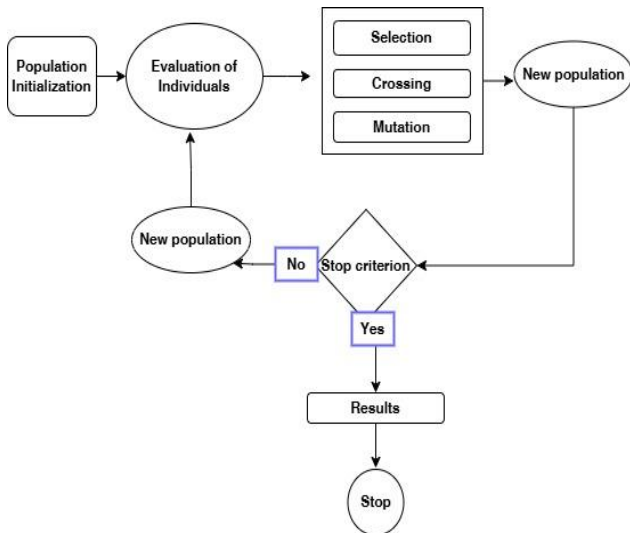 Population
Initialization
Evaluation of
Individuals
Selection
Crossing
Mutation
New population
New population
No
Stop criterion
Yes
Results
Stop